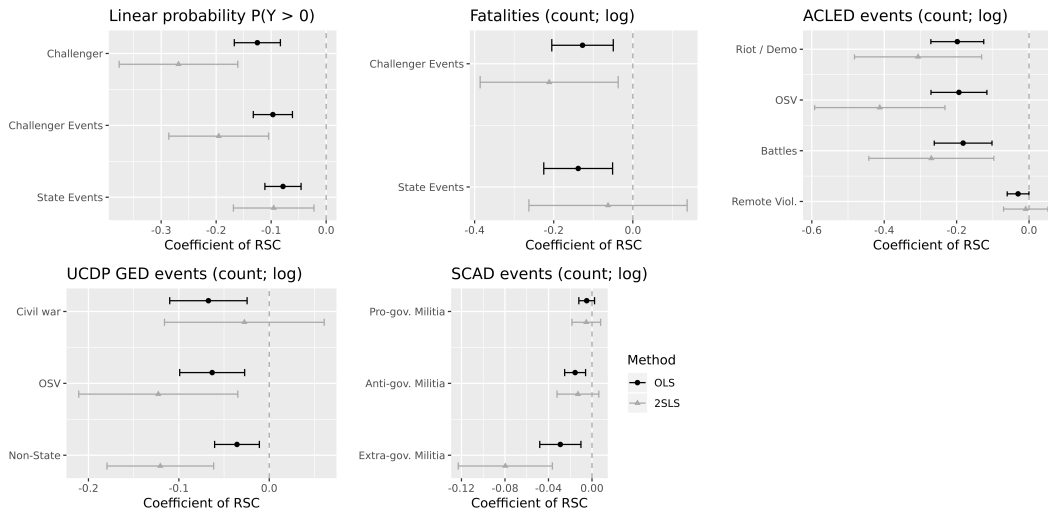 Linear probability P(Y > 0)
Challenger
Challenger Events
State Events
-0.3 -0.2 -0.1 0.0
Coefficient of RSC
Fatalities (count; log)
Challenger Events
State Events
-0.4 -0.2 0.0
Coefficient of RSC
ACLED events (count; log)
Riot / Demo
OSV
Battles
Remote Viol.
-0.6 -0.4 -0.2 0.0
Coefficient of RSC
UCDP GED events (count; log)
Civil war
OSV
Non-State
-0.2 -0.1 0.0
Coefficient of RSC
SCAD events (count; log)
Pro-gov. Militia
Anti-gov. Militia
Extra-gov. Militia
-0.12 -0.08 -0.04 0.00
Coefficient of RSC
Method
OLS
2SLS